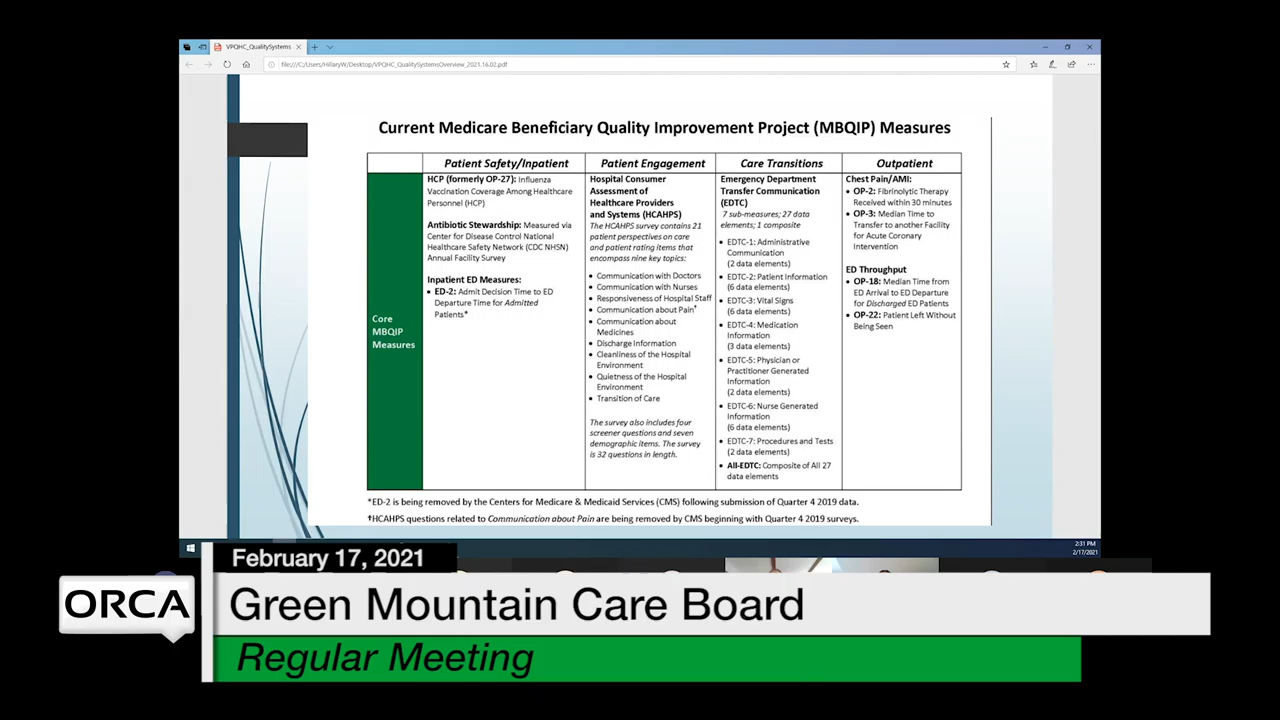 VPQHC_QualitySystems
file:///C:/Users/HillaryW/Desktop/VPQHC_QualitySystemsOverview_2021.16.02.pdf
Current Medicare Beneficiary Quality Improvement Project (MBQIP) Measures
Patient Safety/Inpatient
Patient Engagement
Care Transitions
Outpatient
Core
MBQIP
Measures
HCP (formerly OP-27): Influenza
Vaccination Coverage Among Healthcare
Personnel (HCP)
Antibiotic Stewardship: Measured via
Center for Disease Control National
Healthcare Safety Network (CDC NHSN)
Annual Facility Survey
Inpatient ED Measures:
• ED-2: Admit Decision Time to ED
Departure Time for Admitted
Patients*
Hospital Consumer
Assessment of
Healthcare Providers
and Systems (HCAHPS)
The HCAHPS survey contains 21
patient perspectives on care
and patient rating items that
encompass nine key topics:
• Communication with Doctors
• Communication with Nurses
• Responsiveness of Hospital Staff
• Communication about Pain†
• Communication about
Medicines
• Discharge Information
• Cleanliness of the Hospital
Environment
• Quietness of the Hospital
Environment
• Transition of Care
The survey also includes four
screener questions and seven
demographic items. The survey
is 32 questions in length.
Emergency Department
Transfer Communication
(EDTC)
7 sub-measures; 27 data
elements; 1 composite
• EDTC-1: Administrative
Communication
(2 data elements)
• EDTC-2: Patient Information
(6 data elements)
• EDTC-3: Vital Signs
(6 data elements)
• EDTC-4: Medication
Information
(3 data elements)
• EDTC-5: Physician or
Practitioner Generated
Information
(2 data elements)
• EDTC-6: Nurse Generated
Information
(6 data elements)
• EDTC-7: Procedures and Tests
(2 data elements)
• All-EDTC: Composite of All 27
data elements
Chest Pain/AMI:
• OP-2: Fibrinolytic Therapy
Received within 30 minutes
• OP-3: Median Time to
Transfer to another Facility
for Acute Coronary
Intervention
ED Throughput
• OP-18: Median Time from
ED Arrival to ED Departure
for Discharged ED Patients
• OP-22: Patient Left Without
Being Seen
*ED-2 is being removed by the Centers for Medicare & Medicaid Services (CMS) following submission of Quarter 4 2019 data.
†HCAHPS questions related to Communication about Pain are being removed by CMS beginning with Quarter 4 2019 surveys.
2:31 PM
2/17/2021
February 17, 2021
ORCA
Green Mountain Care Board
Regular Meeting